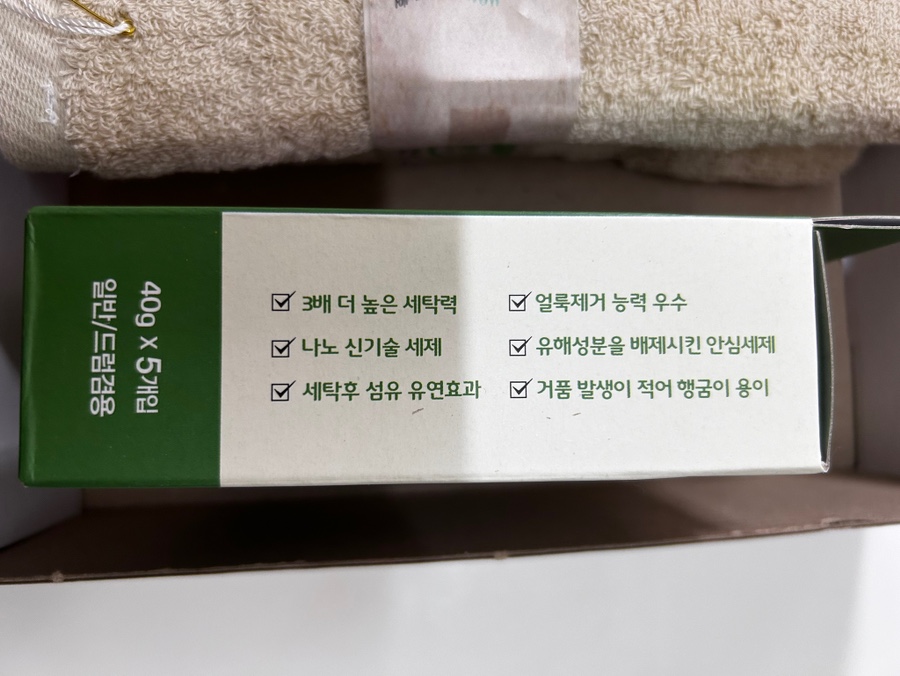 40g X 5개입
일반/드럼겸용
3배 더 높은 세탁력
나노 신기술 세제
세탁후 섬유 유연효과
얼룩제거 능력 우수
유해성분을 배제시킨 안심세제
거품 발생이 적어 헹굼이 용이